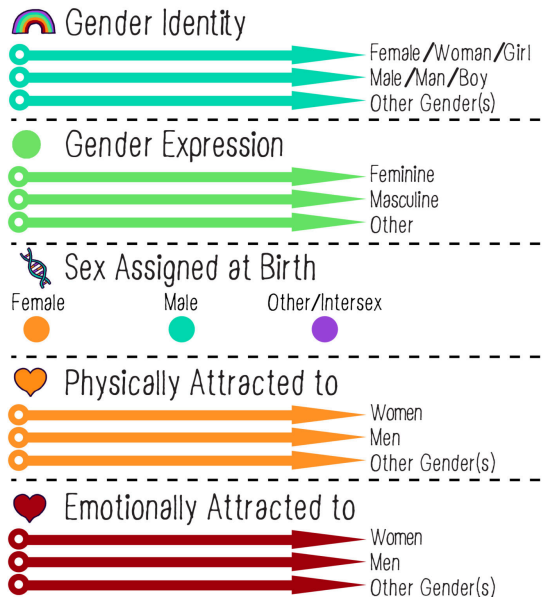 Gender Identity
Female/Woman/Girl
Male/Man/Boy
Other Gender(s)
Gender Expression
Feminine
Masculine
Other
Sex Assigned at Birth
Female Male Other/Intersex
Physically Attracted to
Women
Men
Other Gender(s)
Emotionally Attracted to
Women
Men
Other Gender(s)